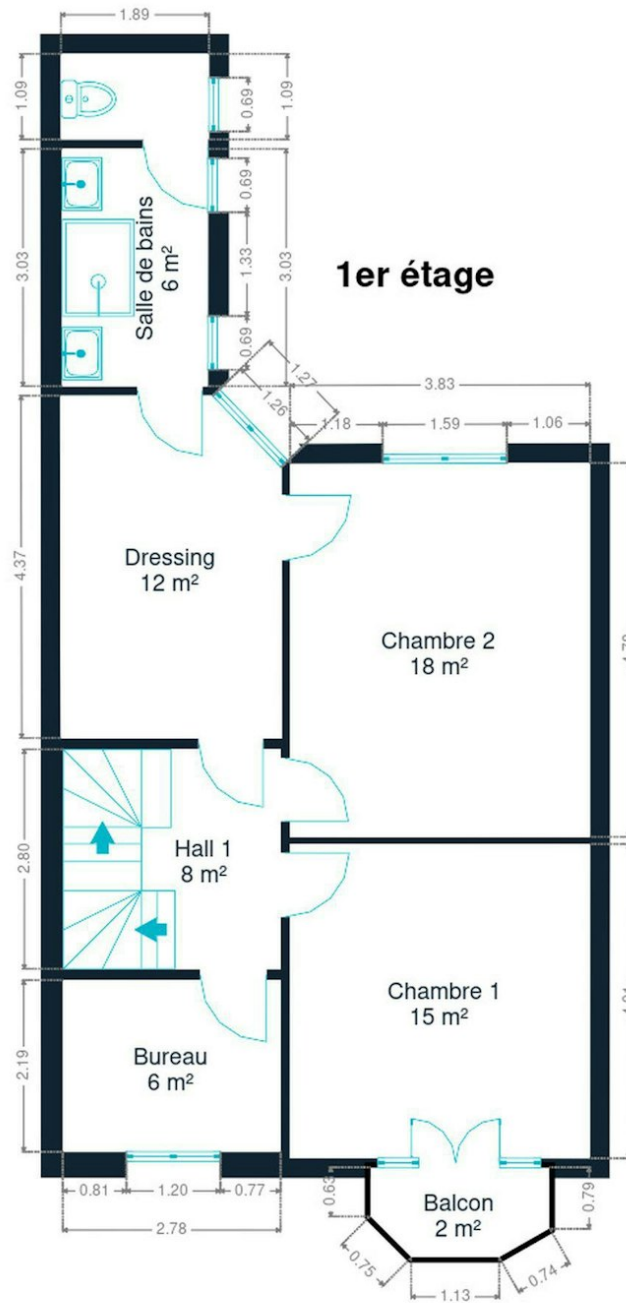 1.89
1.09
0.69
1.09
0.69
3.03
Salle de bains
6 m²
1.33
3.03
0.69
1er étage
1.27
1.26
3.83
1.18
1.59
1.06
4.37
Dressing
12 m²
Chambre 2
18 m²
2.80
Hall 1
8 m²
Chambre 1
15 m²
2.19
Bureau
6 m²
0.81
1.20
0.77
2.78
0.63
Balcon
2 m²
0.79
0.75
1.13
0.74